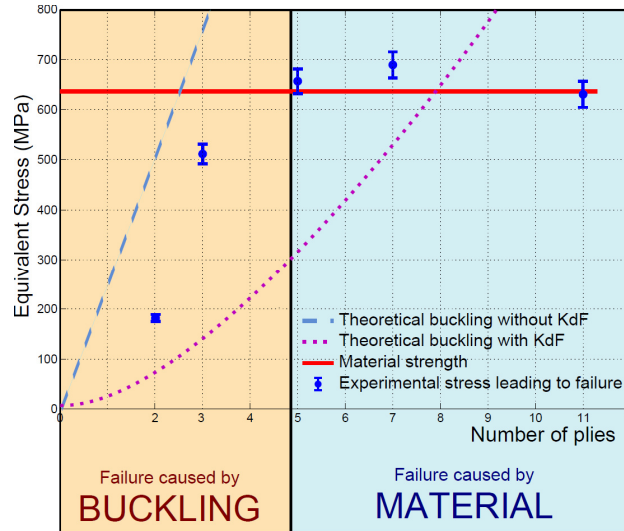 800
700
600
500
400
300
200
100
0
Equivalent Stress (MPa)
0
2
3
4
5
6
7
8
9
10
11
Number of plies
Theoretical buckling without KdF
Theoretical buckling with KdF
Material strength
Experimental stress leading to failure
Failure caused by
BUCKLING
Failure caused by
MATERIAL